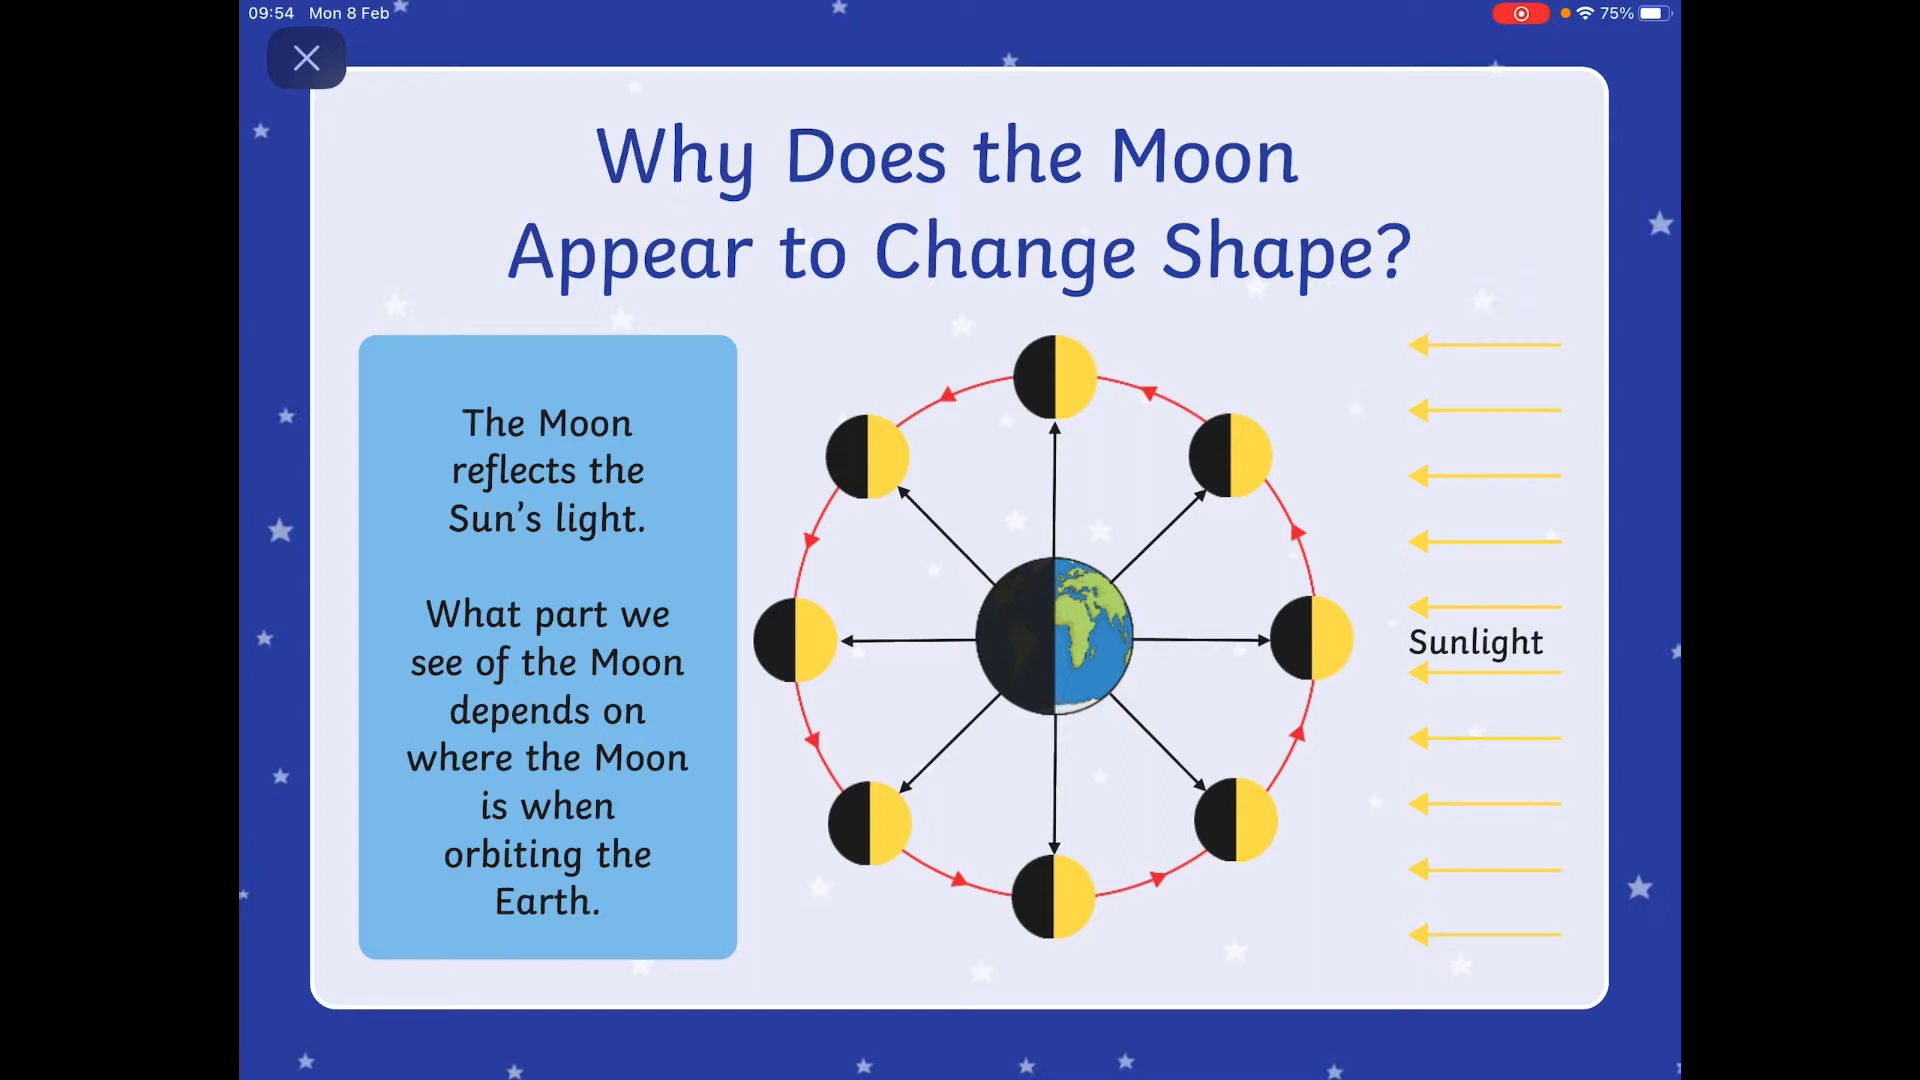 09:54 Mon 8 Feb
75%
Why Does the Moon
Appear to Change Shape?
The Moon
reflects the
Sun's light.
What part we
see of the Moon
depends on
where the Moon
is when
orbiting the
Earth.
Sunlight